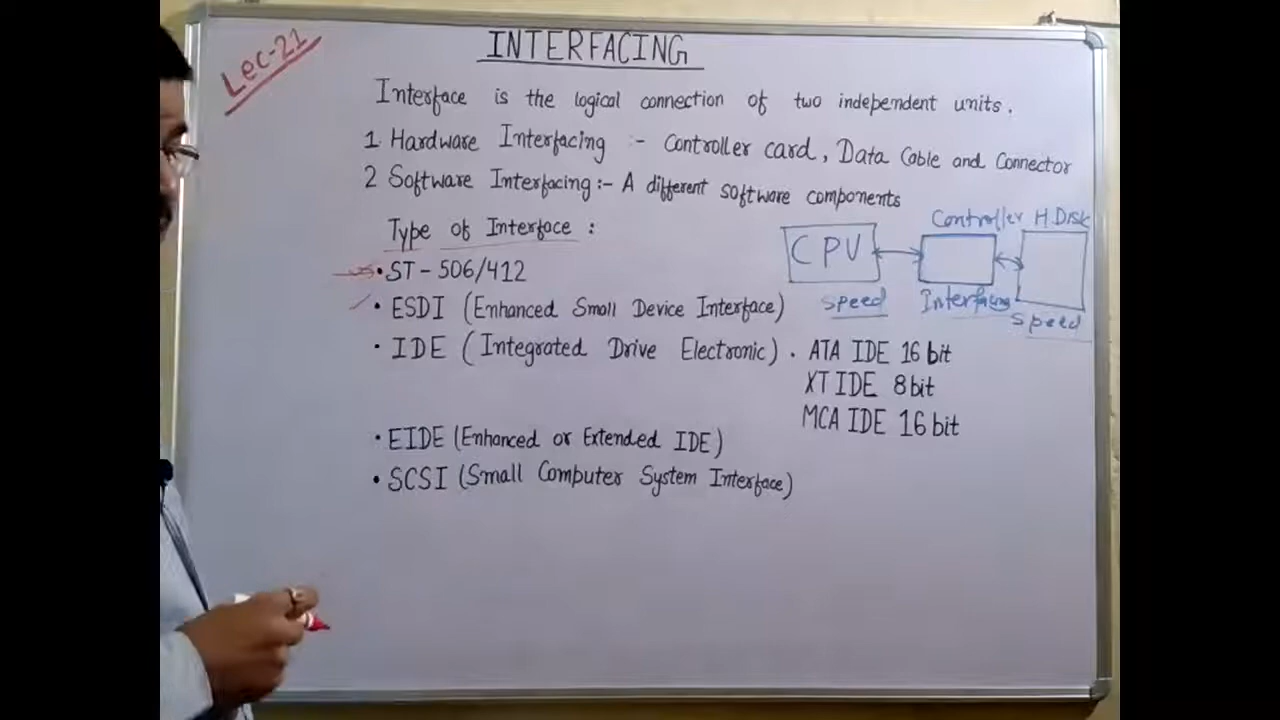 Lec-21
INTERFACING
Interface is the logical connection of two independent units.
1. Hardware Interfacing :- Controller card, Data Cable and Connector
2 Software Interfacing :- A different software components
Type of Interface :
Controller H.Disk
CPU
Speed Interfacing Speed
• ST-506/412
• ESDI (Enhanced Small Device Interface)
• IDE (Integrated Drive Electronic) • ATA IDE 16 bit
XT IDE 8 bit
MCA IDE 16 bit
• EIDE (Enhanced or Extended IDE)
• SCSI (Small Computer System Interface)